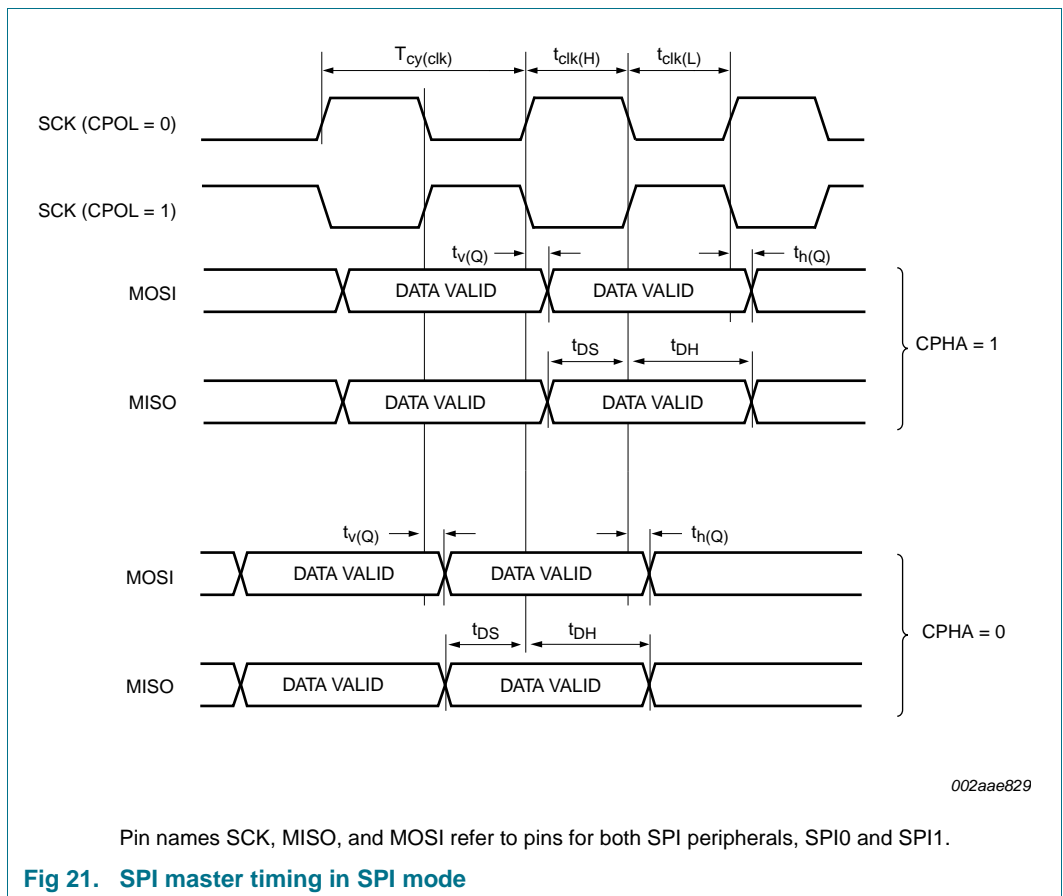 Tcy(clk) tclk(H) tclk(L)
SCK (CPOL = 0)
SCK (CPOL = 1)
tv(Q) th(Q)
MOSI DATA VALID DATA VALID
tDS tDH
CPHA = 1
MISO DATA VALID DATA VALID
tv(Q) th(Q)
MOSI DATA VALID DATA VALID
tDS tDH
CPHA = 0
MISO DATA VALID DATA VALID
002aae829
Pin names SCK, MISO, and MOSI refer to pins for both SPI peripherals, SPI0 and SPI1.
Fig 21. SPI master timing in SPI mode